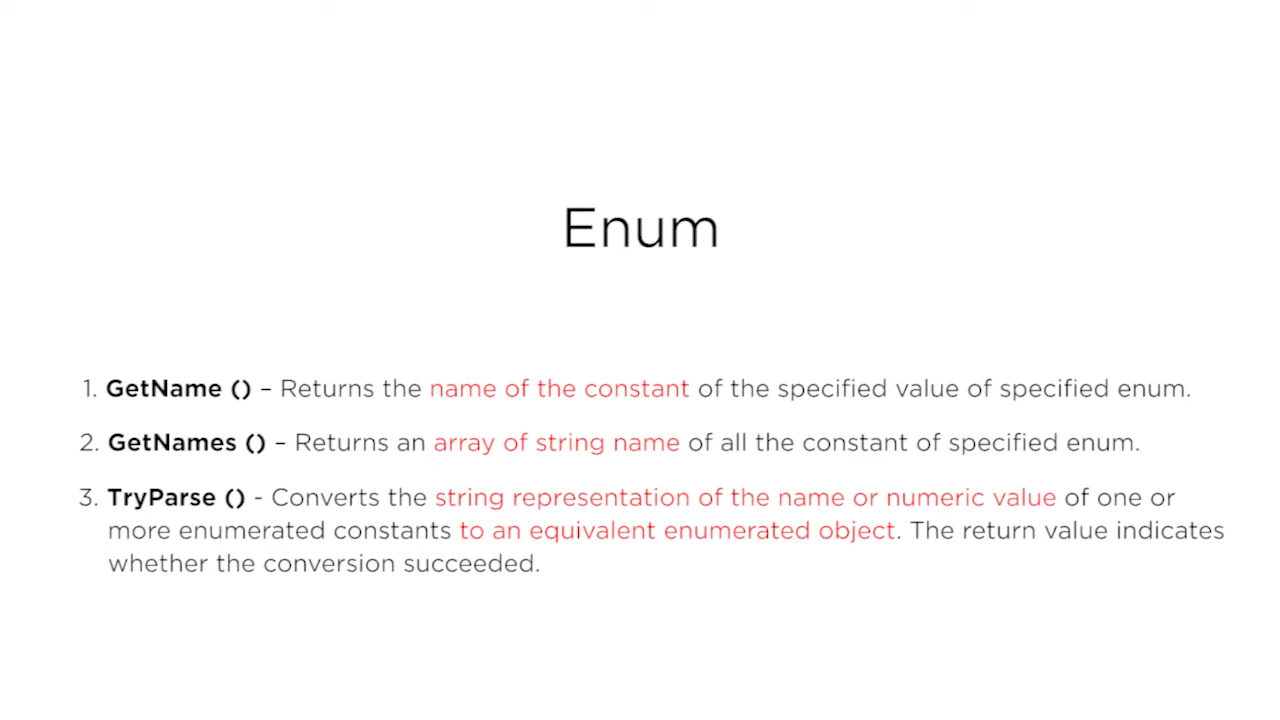 Enum
1. GetName () – Returns the name of the constant of the specified value of specified enum.
2. GetNames () – Returns an array of string name of all the constant of specified enum.
3. TryParse () - Converts the string representation of the name or numeric value of one or
more enumerated constants to an equivalent enumerated object. The return value indicates
whether the conversion succeeded.